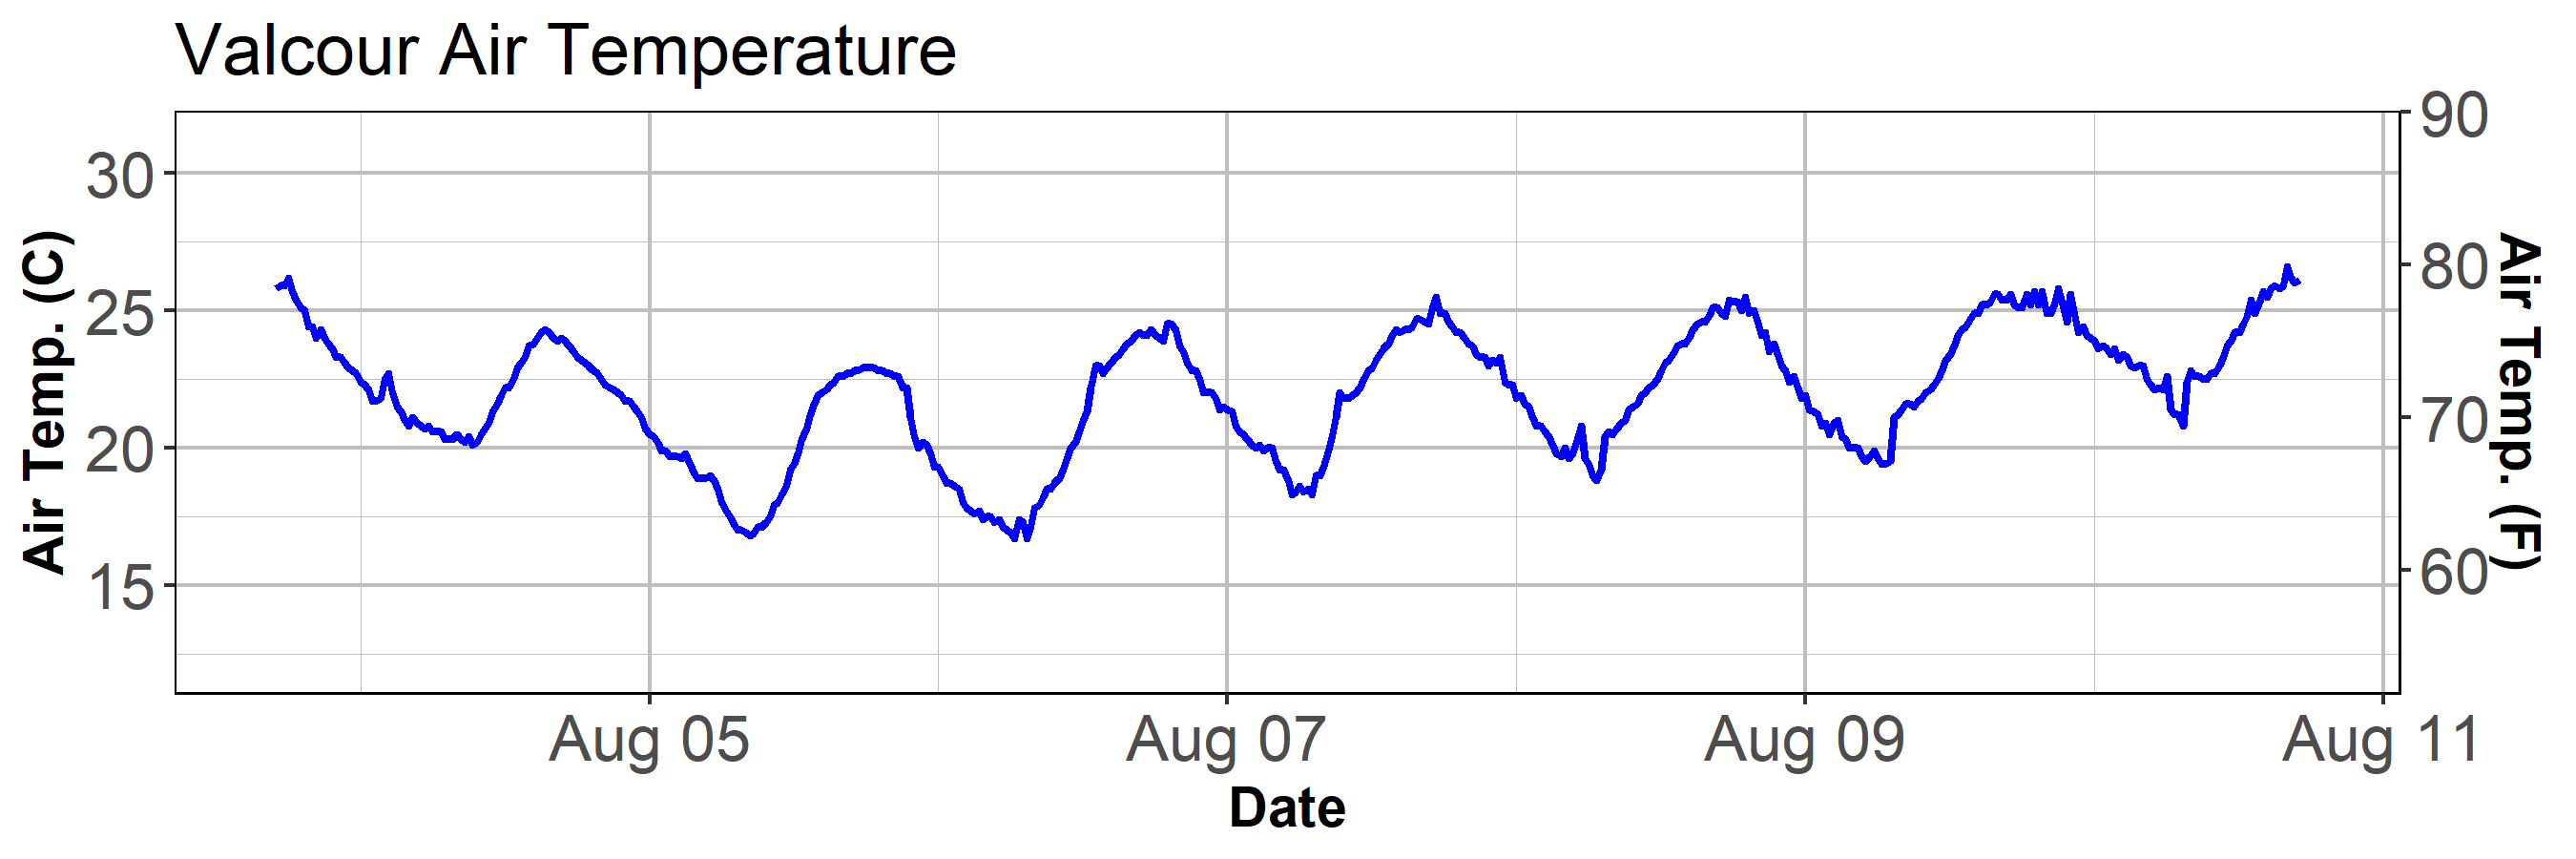 Valcour Air Temperature
90
30
80
25
70
20
60
15
Air Temp. (C)
Air Temp. (F)
Aug 05 Aug 07 Aug 09 Aug 11
Date